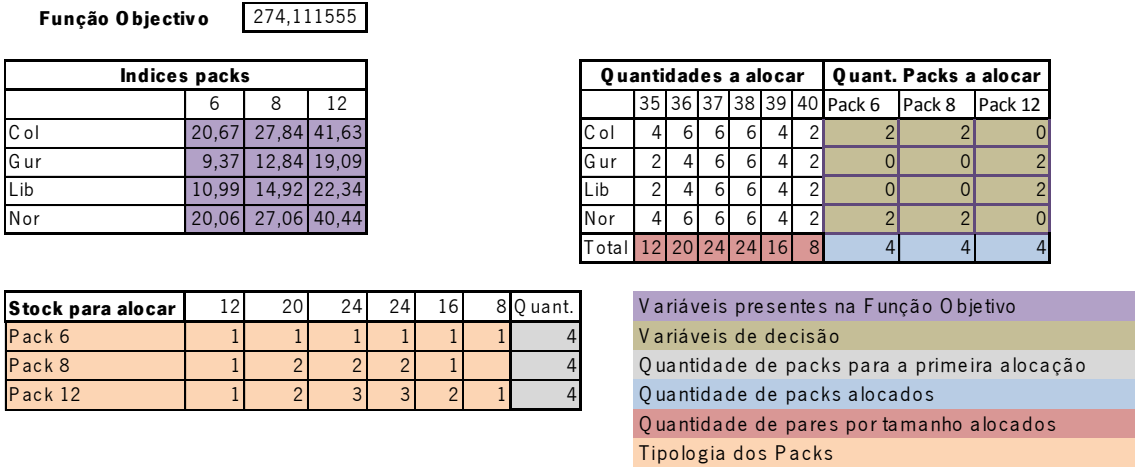 Função Objectivo 274,111555
Indices packs
6 8 12
Col 20,67 27,84 41,63
Gur 9,37 12,84 19,09
Lib 10,99 14,92 22,34
Nor 20,06 27,06 40,44
Quantidades a alocar Quant. Packs a alocar
35 36 37 38 39 40 Pack 6 Pack 8 Pack 12
Col 4 6 6 6 4 2 2 2 0
Gur 2 4 6 6 4 2 0 0 2
Lib 2 4 6 6 4 2 0 0 2
Nor 4 6 6 6 4 2 2 2 0
Total 12 20 24 24 16 8 4 4 4
Stock para alocar 12 20 24 24 16 8 Quant.
Pack 6 1 1 1 1 1 1 4
Pack 8 1 2 2 2 1 4
Pack 12 1 2 3 3 2 1 4
Variáveis presentes na Função Objetivo
Variáveis de decisão
Quantidade de packs para a primeira alocação
Quantidade de packs alocados
Quantidade de pares por tamanho alocados
Tipologia dos Packs